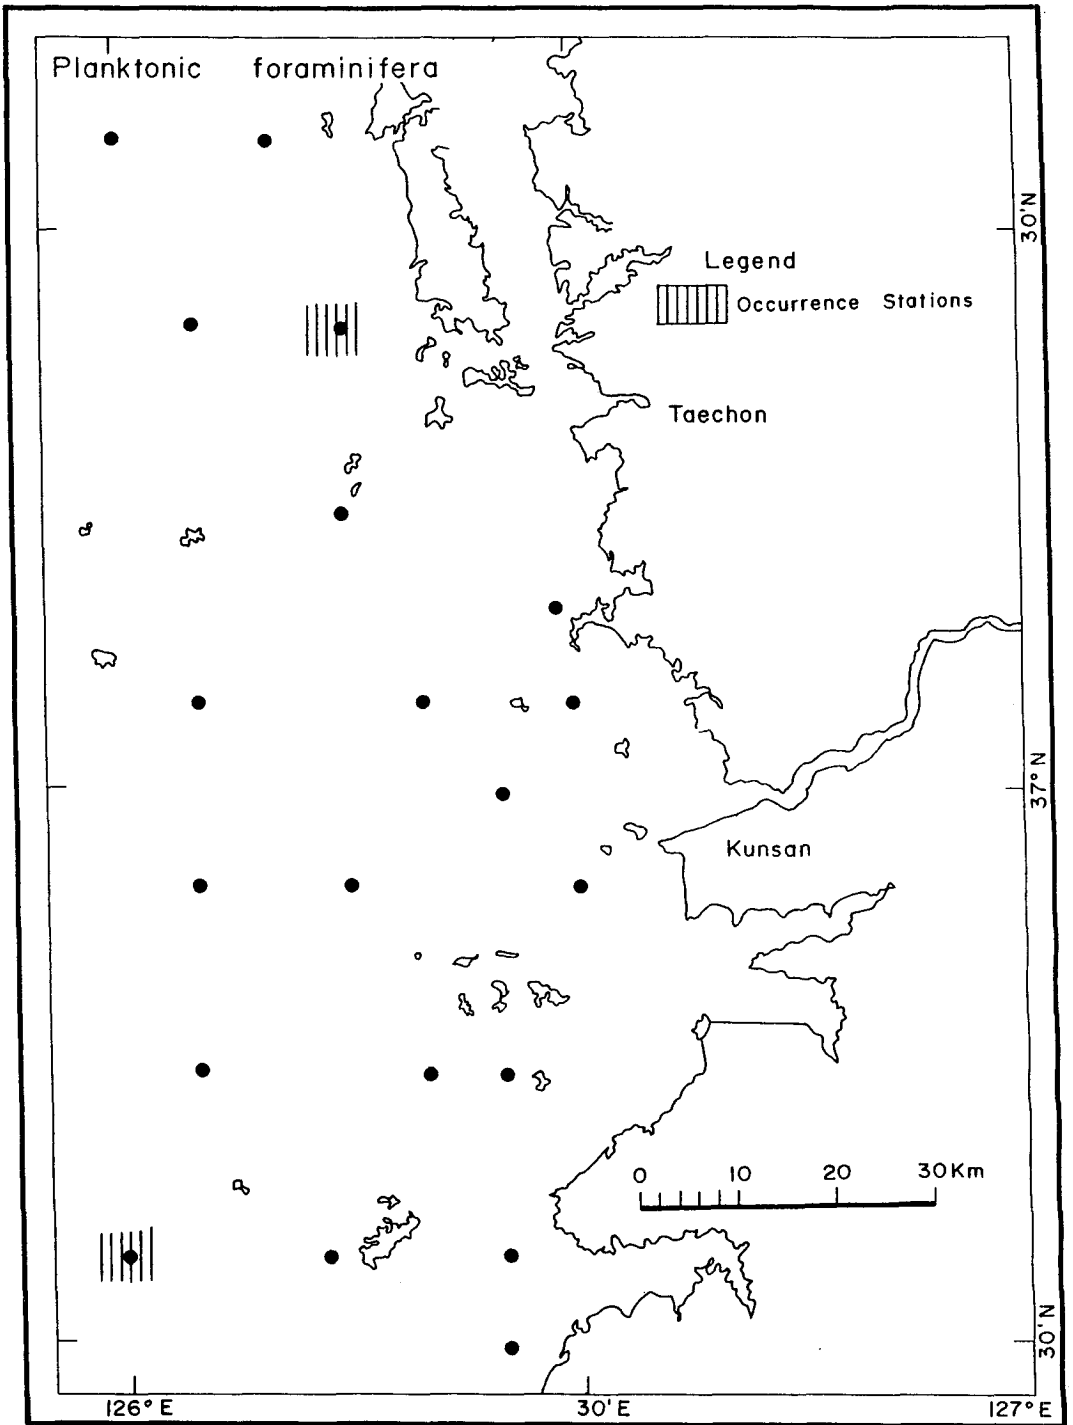 Planktonic foraminifera
30'N
Legend
Occurrence Stations
Taechon
37° N
Kunsan
0 10 20 30Km
30'N
126° E 30'E 127° E